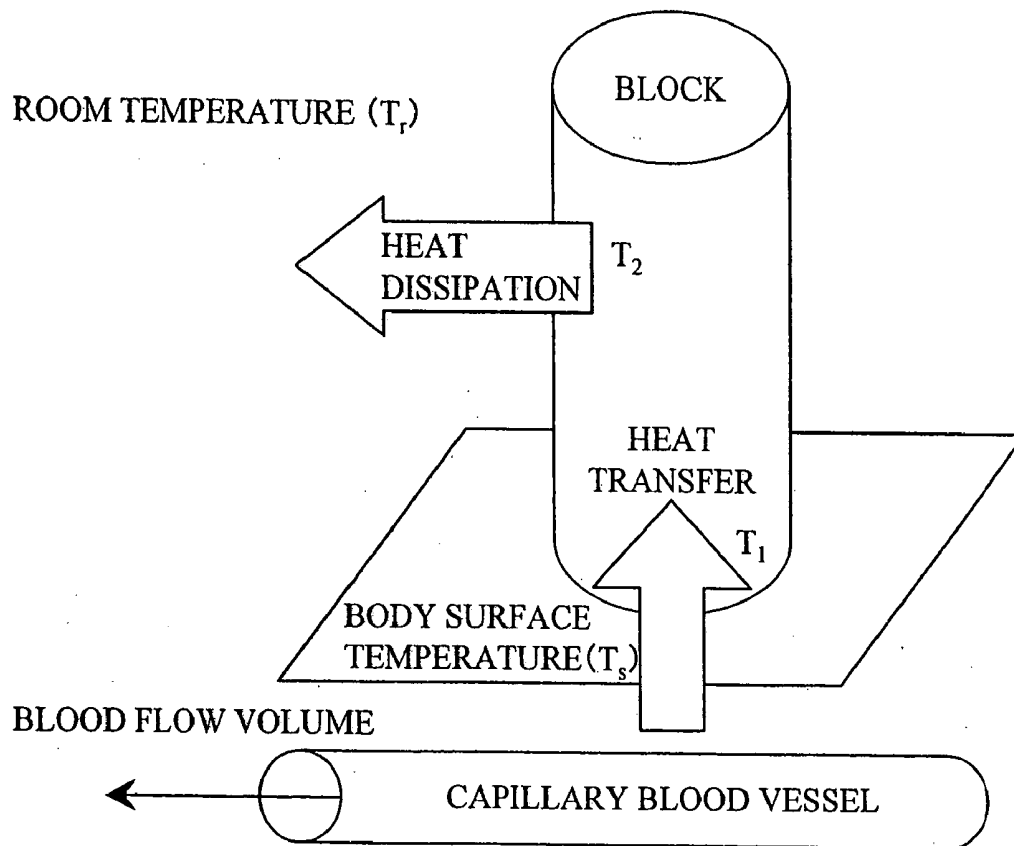 BLOCK
ROOM TEMPERATURE (Tᵣ)
HEAT
DISSIPATION
T₂
HEAT
TRANSFER
T₁
BODY SURFACE
TEMPERATURE(Tₛ)
BLOOD FLOW VOLUME
CAPILLARY BLOOD VESSEL